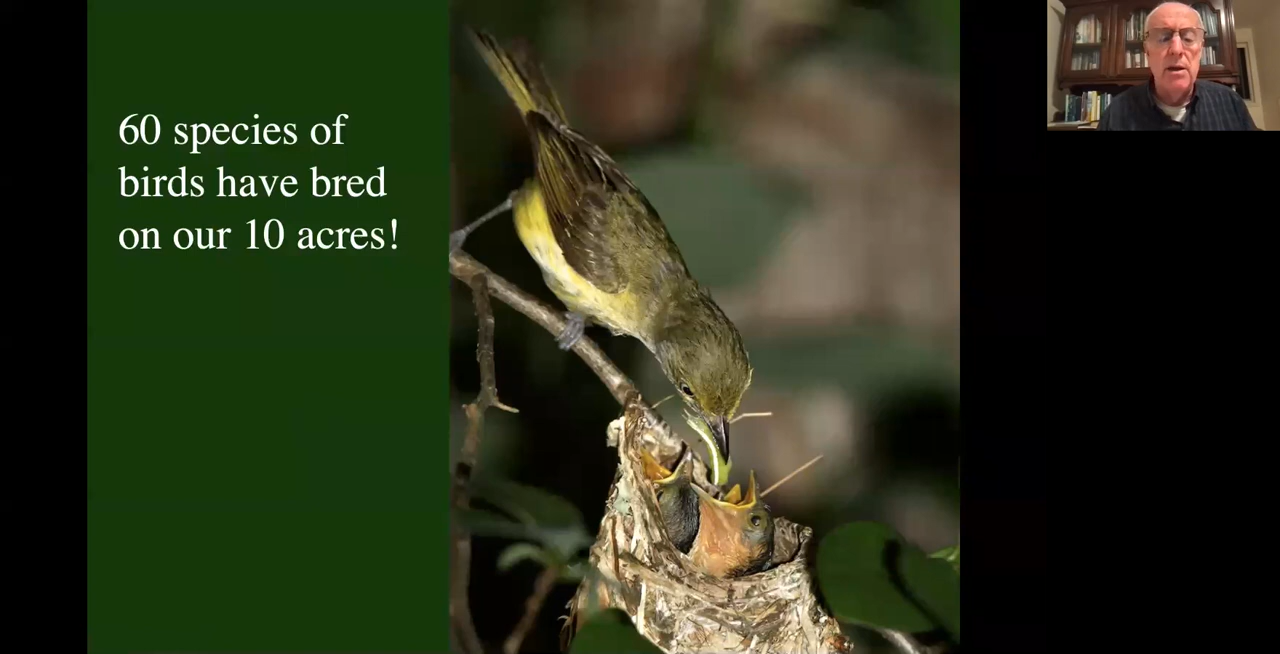 60 species of
birds have bred
on our 10 acres!